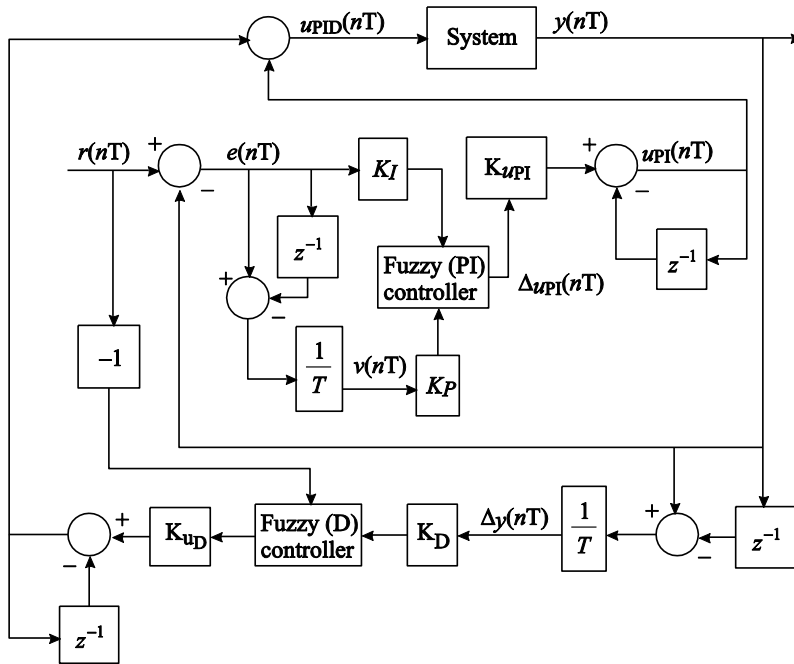 uPID(nT)
System
y(nT)
r(nT)
+
−
e(nT)
KI
KuPI
+
−
uPI(nT)
z−1
z−1
+
−
Fuzzy (PI)
controller
ΔuPI(nT)
−1
1
T
v(nT)
KP
+
−
KuD
Fuzzy (D)
controller
KD
Δy(nT)
1
T
+
−
z−1
z−1